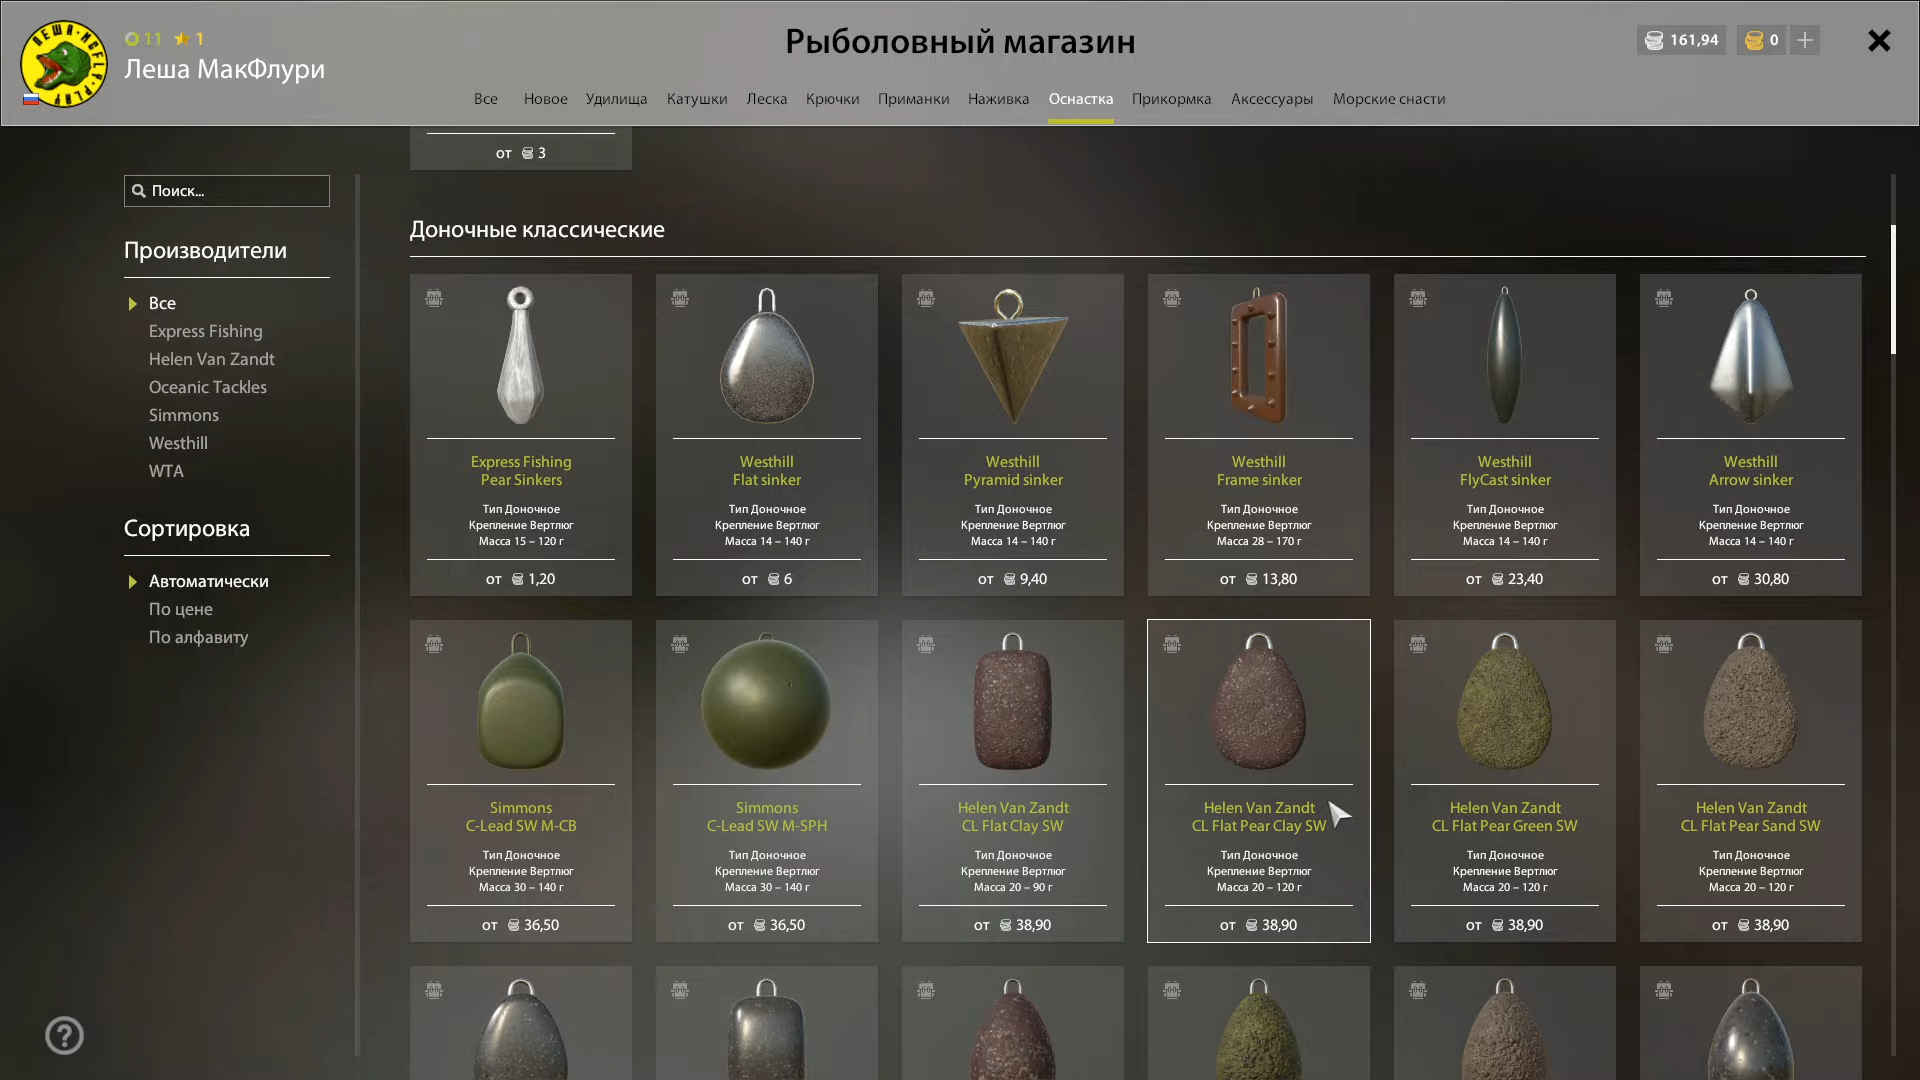 ЛЕША·MCFLY·PLAY
11
1
Леша МакФлури
Рыболовный магазин
161,94
0
Все
Новое
Удилища
Катушки
Леска
Крючки
Приманки
Наживка
Оснастка
Прикормка
Аксессуары
Морские снасти
от 3
Поиск...
Производители
Все
Express Fishing
Helen Van Zandt
Oceanic Tackles
Simmons
Westhill
WTA
Сортировка
Автоматически
По цене
По алфавиту
Доночные классические
Express Fishing
Pear Sinkers
Тип Доночное
Крепление Вертлюг
Масса 15 – 120 г
от 1,20
Westhill
Flat sinker
Тип Доночное
Крепление Вертлюг
Масса 14 – 140 г
от 6
Westhill
Pyramid sinker
Тип Доночное
Крепление Вертлюг
Масса 14 – 140 г
от 9,40
Westhill
Frame sinker
Тип Доночное
Крепление Вертлюг
Масса 28 – 170 г
от 13,80
Westhill
FlyCast sinker
Тип Доночное
Крепление Вертлюг
Масса 14 – 140 г
от 23,40
Westhill
Arrow sinker
Тип Доночное
Крепление Вертлюг
Масса 14 – 140 г
от 30,80
Simmons
C-Lead SW M-CB
Тип Доночное
Крепление Вертлюг
Масса 30 – 140 г
от 36,50
Simmons
C-Lead SW M-SPH
Тип Доночное
Крепление Вертлюг
Масса 30 – 140 г
от 36,50
Helen Van Zandt
CL Flat Clay SW
Тип Доночное
Крепление Вертлюг
Масса 20 – 90 г
от 38,90
Helen Van Zandt
CL Flat Pear Clay SW
Тип Доночное
Крепление Вертлюг
Масса 20 – 120 г
от 38,90
Helen Van Zandt
CL Flat Pear Green SW
Тип Доночное
Крепление Вертлюг
Масса 20 – 120 г
от 38,90
Helen Van Zandt
CL Flat Pear Sand SW
Тип Доночное
Крепление Вертлюг
Масса 20 – 120 г
от 38,90